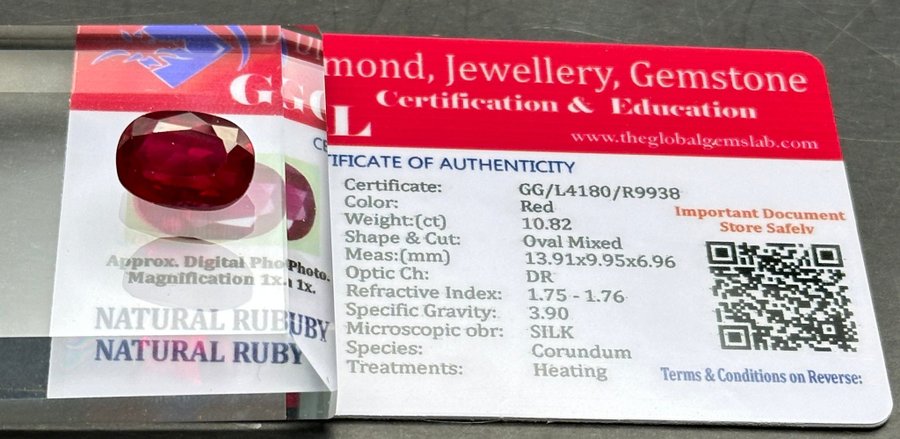 mond, Jewellery, Gemstone
Certification & Education
www.theglobalgemslab.com
L
TIFICATE OF AUTHENTICITY
Certificate: GG/L4180/R9938
Color: Red
Weight:(ct) 10.82
Shape & Cut: Oval Mixed
Meas:(mm) 13.91x9.95x6.96
Optic Ch: DR
Refractive Index: 1.75 - 1.76
Specific Gravity: 3.90
Microscopic obr: SILK
Species: Corundum
Treatments: Heating
Important Document
Store Safely
Terms & Conditions on Reverse:
Approx. Digital Pho Photo.
Magnification 1x. 1x.
NATURAL RUBUBY
NATURAL RUBY